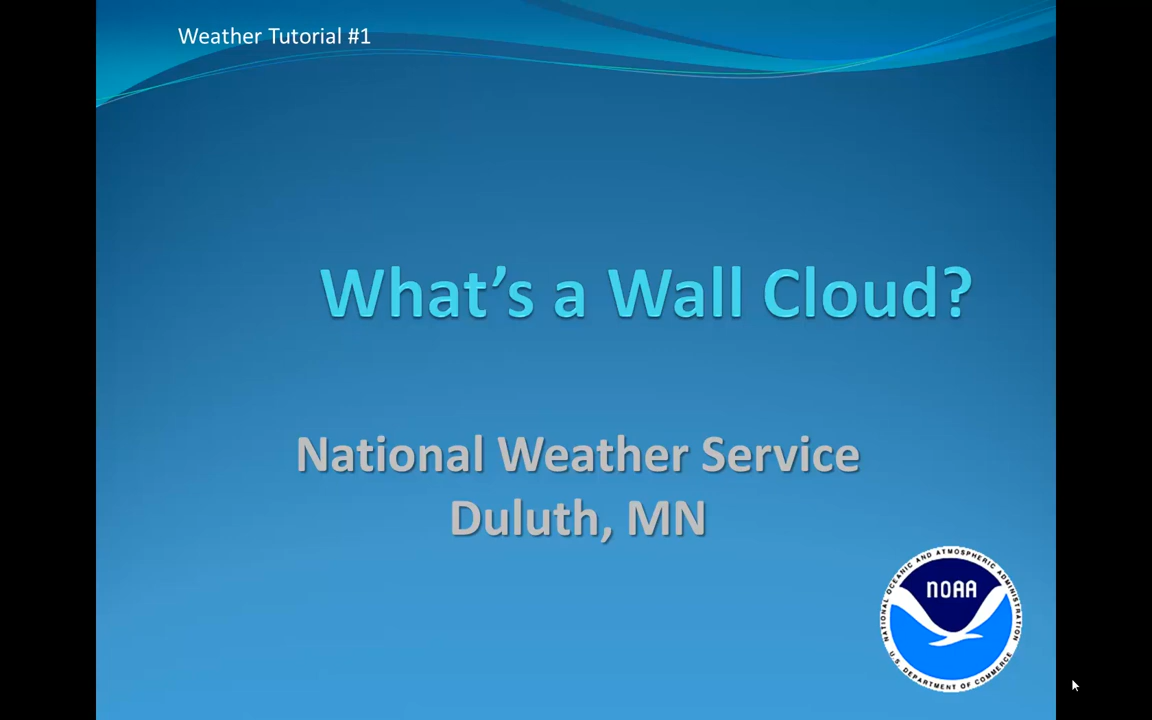 Weather Tutorial #1
What's a Wall Cloud?
National Weather Service
Duluth, MN
NATIONAL OCEANIC AND ATMOSPHERIC ADMINISTRATION
NOAA
U.S. DEPARTMENT OF COMMERCE